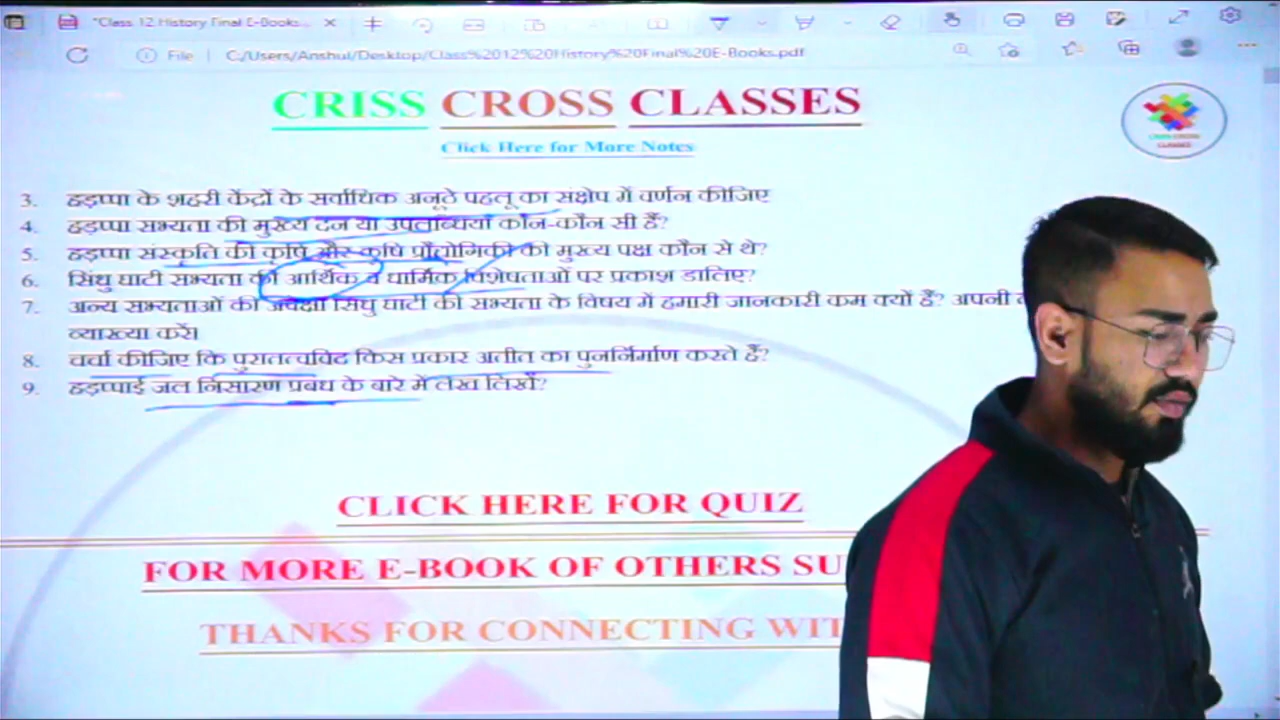 "Class 12 History Final E-Books...
File C:/Users/Anshul/Desktop/Class%2012%20History%20Final%20E-Books.pdf
CRISS CROSS CLASSES
Click Here for More Notes
CRISS CROSS
CLASSES
3. हड़प्पा के शहरी केंद्रों के सर्वाधिक अनूठे पहलू का संक्षेप में वर्णन कीजिए
4. हड़प्पा सभ्यता की मुख्य देन या उपलब्धियां कौन-कौन सी हैं?
5. हड़प्पा संस्कृति की कृषि और कृषि प्रौद्योगिकी की मुख्य पक्ष कौन से थे?
6. सिंधु घाटी सभ्यता की आर्थिक व धार्मिक विशेषताओं पर प्रकाश डालिए?
7. अन्य सभ्यताओं की अपेक्षा सिंधु घाटी की सभ्यता के विषय में हमारी जानकारी कम क्यों है? अपनी
व्याख्या करें।
8. चर्चा कीजिए कि पुरातत्वविद किस प्रकार अतीत का पुनर्निर्माण करते हैं?
9. हड़प्पाई जल निसारण प्रबंध के बारे में लेख लिखें?
CLICK HERE FOR QUIZ
FOR MORE E-BOOK OF OTHERS SU
THANKS FOR CONNECTING WIT